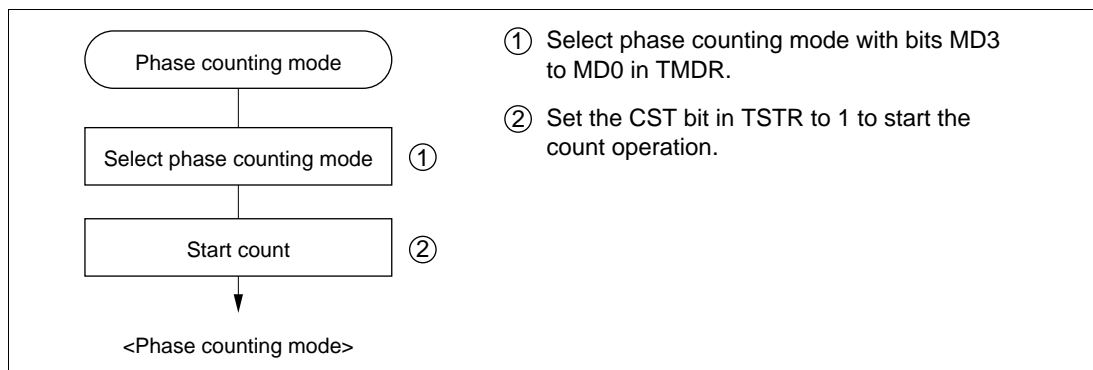 Phase counting mode
Select phase counting mode ①
Start count ②
<Phase counting mode>
① Select phase counting mode with bits MD3
to MD0 in TMDR.
② Set the CST bit in TSTR to 1 to start the
count operation.